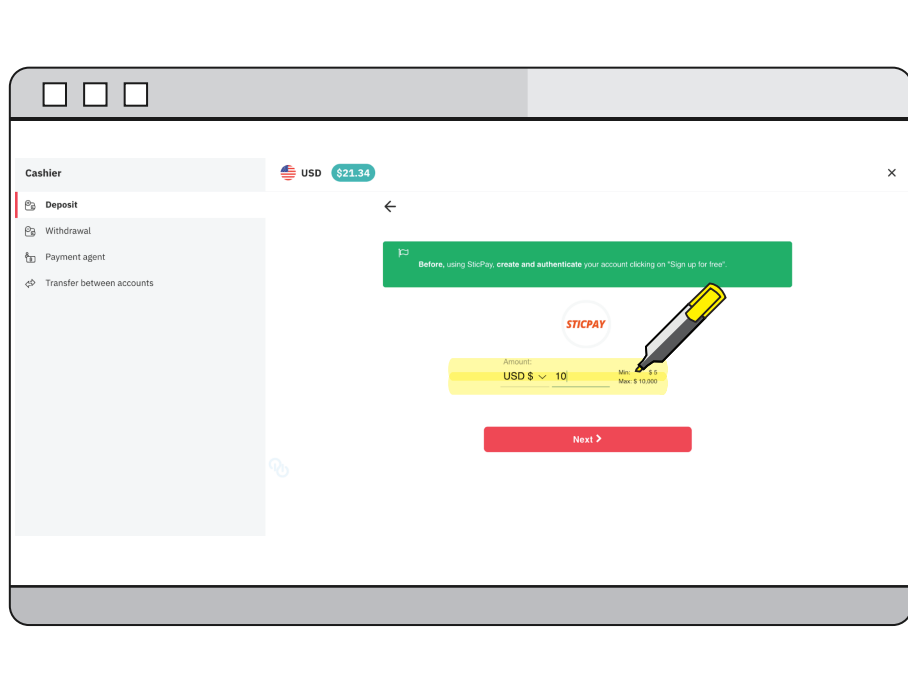 Cashier
USD $21.34
Deposit
Withdrawal
Payment agent
Transfer between accounts
Before, using SticPay, create and authenticate your account clicking on "Sign up for free".
STICPAY
Amount:
USD $ 10
Min: $ 5
Max: $ 10,000
Next